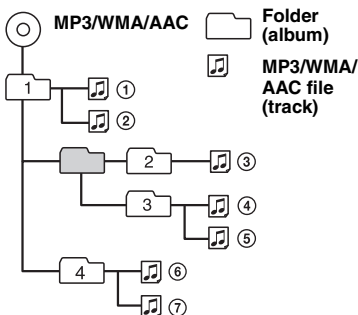 MP3/WMA/AAC
Folder
(album)
MP3/WMA/
AAC file
(track)
1
①
②
2
③
3
④
⑤
4
⑥
⑦